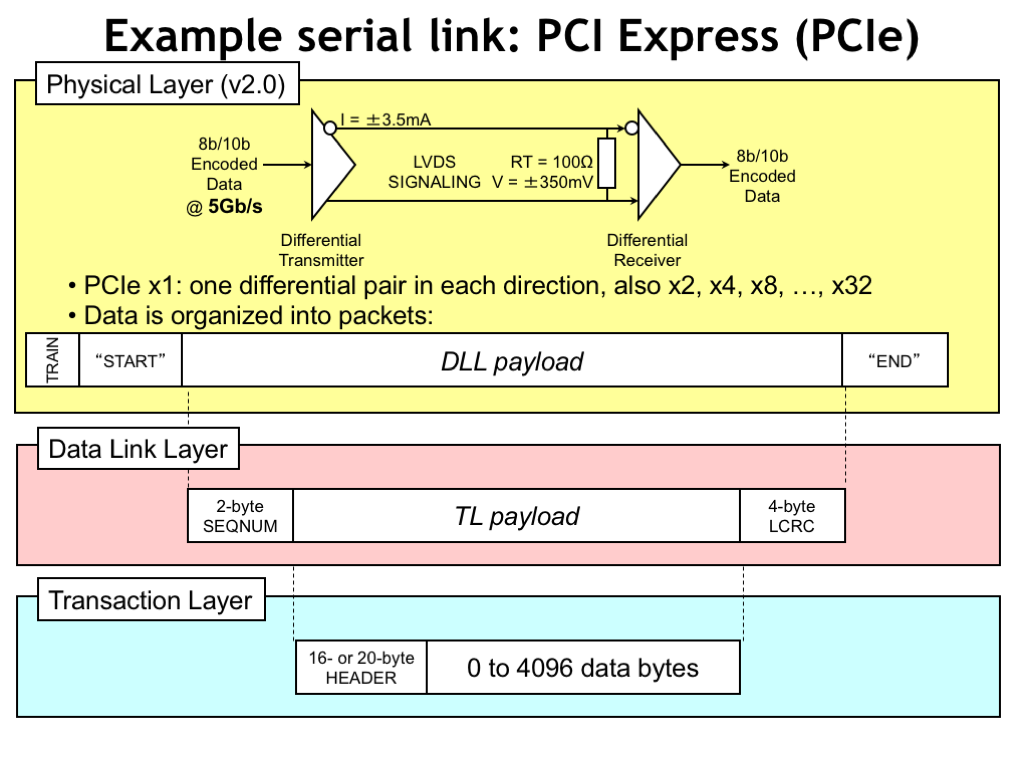 Example serial link: PCI Express (PCIe)
Physical Layer (v2.0)
I = ±3.5mA
8b/10b
Encoded
Data
@ 5Gb/s
LVDS
SIGNALING
RT = 100Ω
V = ±350mV
8b/10b
Encoded
Data
Differential
Transmitter
Differential
Receiver
• PCIe x1: one differential pair in each direction, also x2, x4, x8, …, x32
• Data is organized into packets:
TRAIN
“START”
DLL payload
“END”
Data Link Layer
2-byte
SEQNUM
TL payload
4-byte
LCRC
Transaction Layer
16- or 20-byte
HEADER
0 to 4096 data bytes